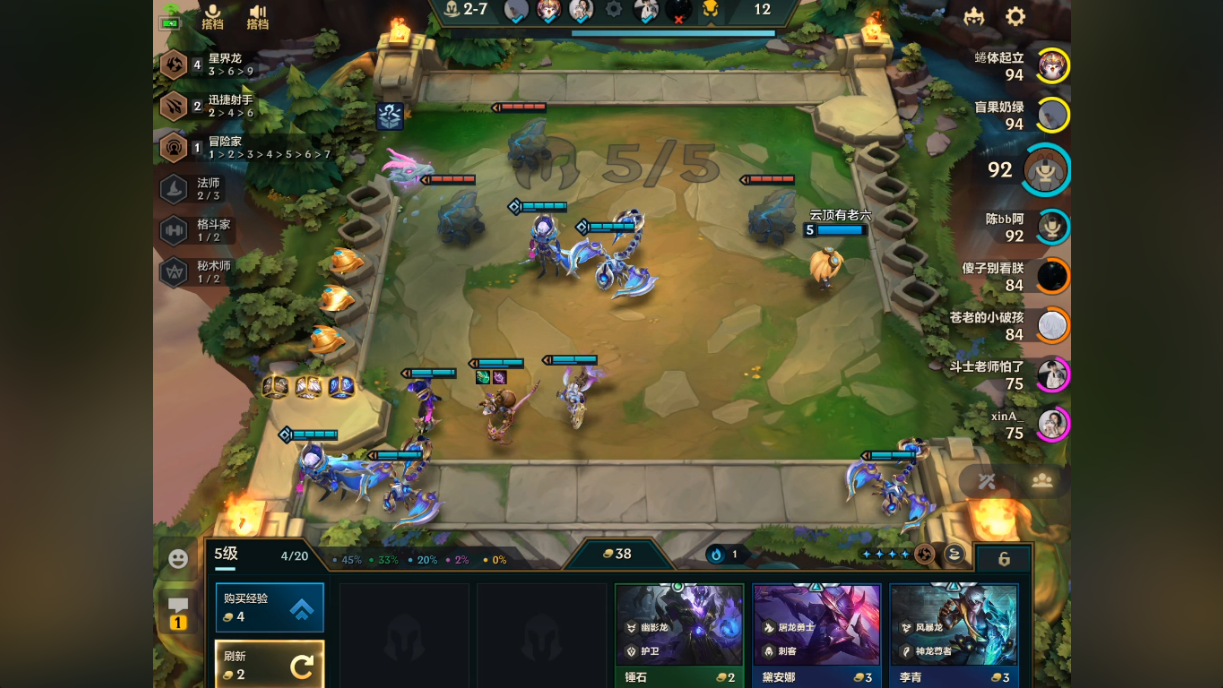 搭档
搭档
2-7
12
4
星界龙
3 > 6 > 9
2
迅捷射手
2 > 4 > 6
1
冒险家
1 > 2 > 3 > 4 > 5 > 6 > 7
法师
2 / 3
格斗家
1 / 2
秘术师
1 / 2
5/5
云顶有老六
5
蜷体起立
94
盲果奶绿
94
92
陈bb阿
92
傻子别看朕
84
苍老的小破孩
84
斗士老师怕了
75
xinA_
75
5级
4/20
45%
33%
20%
2%
0%
38
1
6
购买经验
4
刷新
2
1
幽影龙
护卫
锤石
2
屠龙勇士
刺客
黛安娜
3
风暴龙
神龙尊者
李青
3